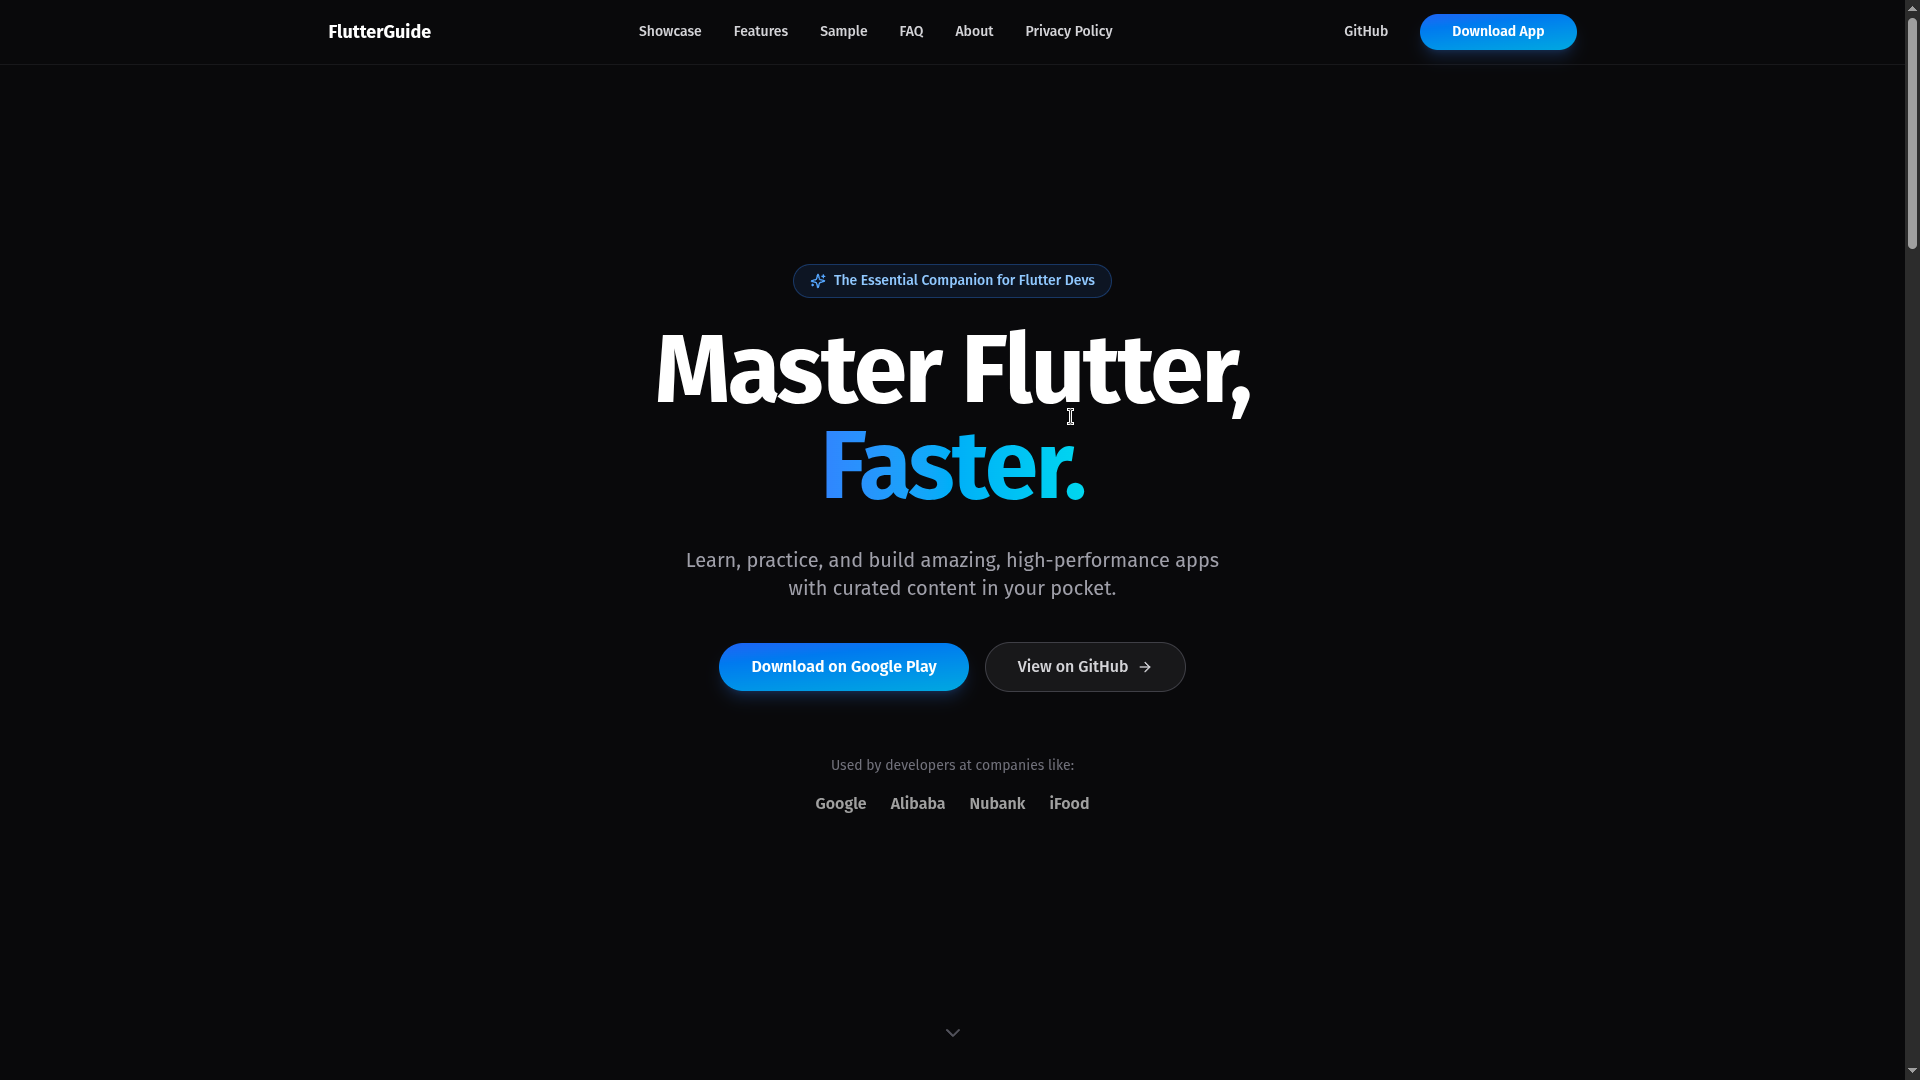 FlutterGuide
Showcase
Features
Sample
FAQ
About
Privacy Policy
GitHub
Download App
The Essential Companion for Flutter Devs
Master Flutter,
Faster.
Learn, practice, and build amazing, high-performance apps
with curated content in your pocket.
Download on Google Play
View on GitHub →
Used by developers at companies like:
Google Alibaba Nubank iFood